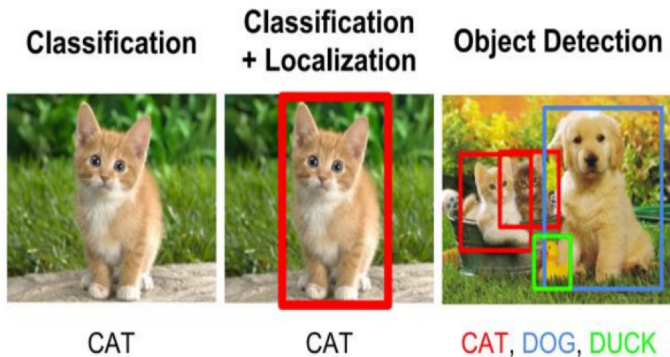 Classification
Classification
+ Localization
Object Detection
CAT
CAT
CAT, DOG, DUCK